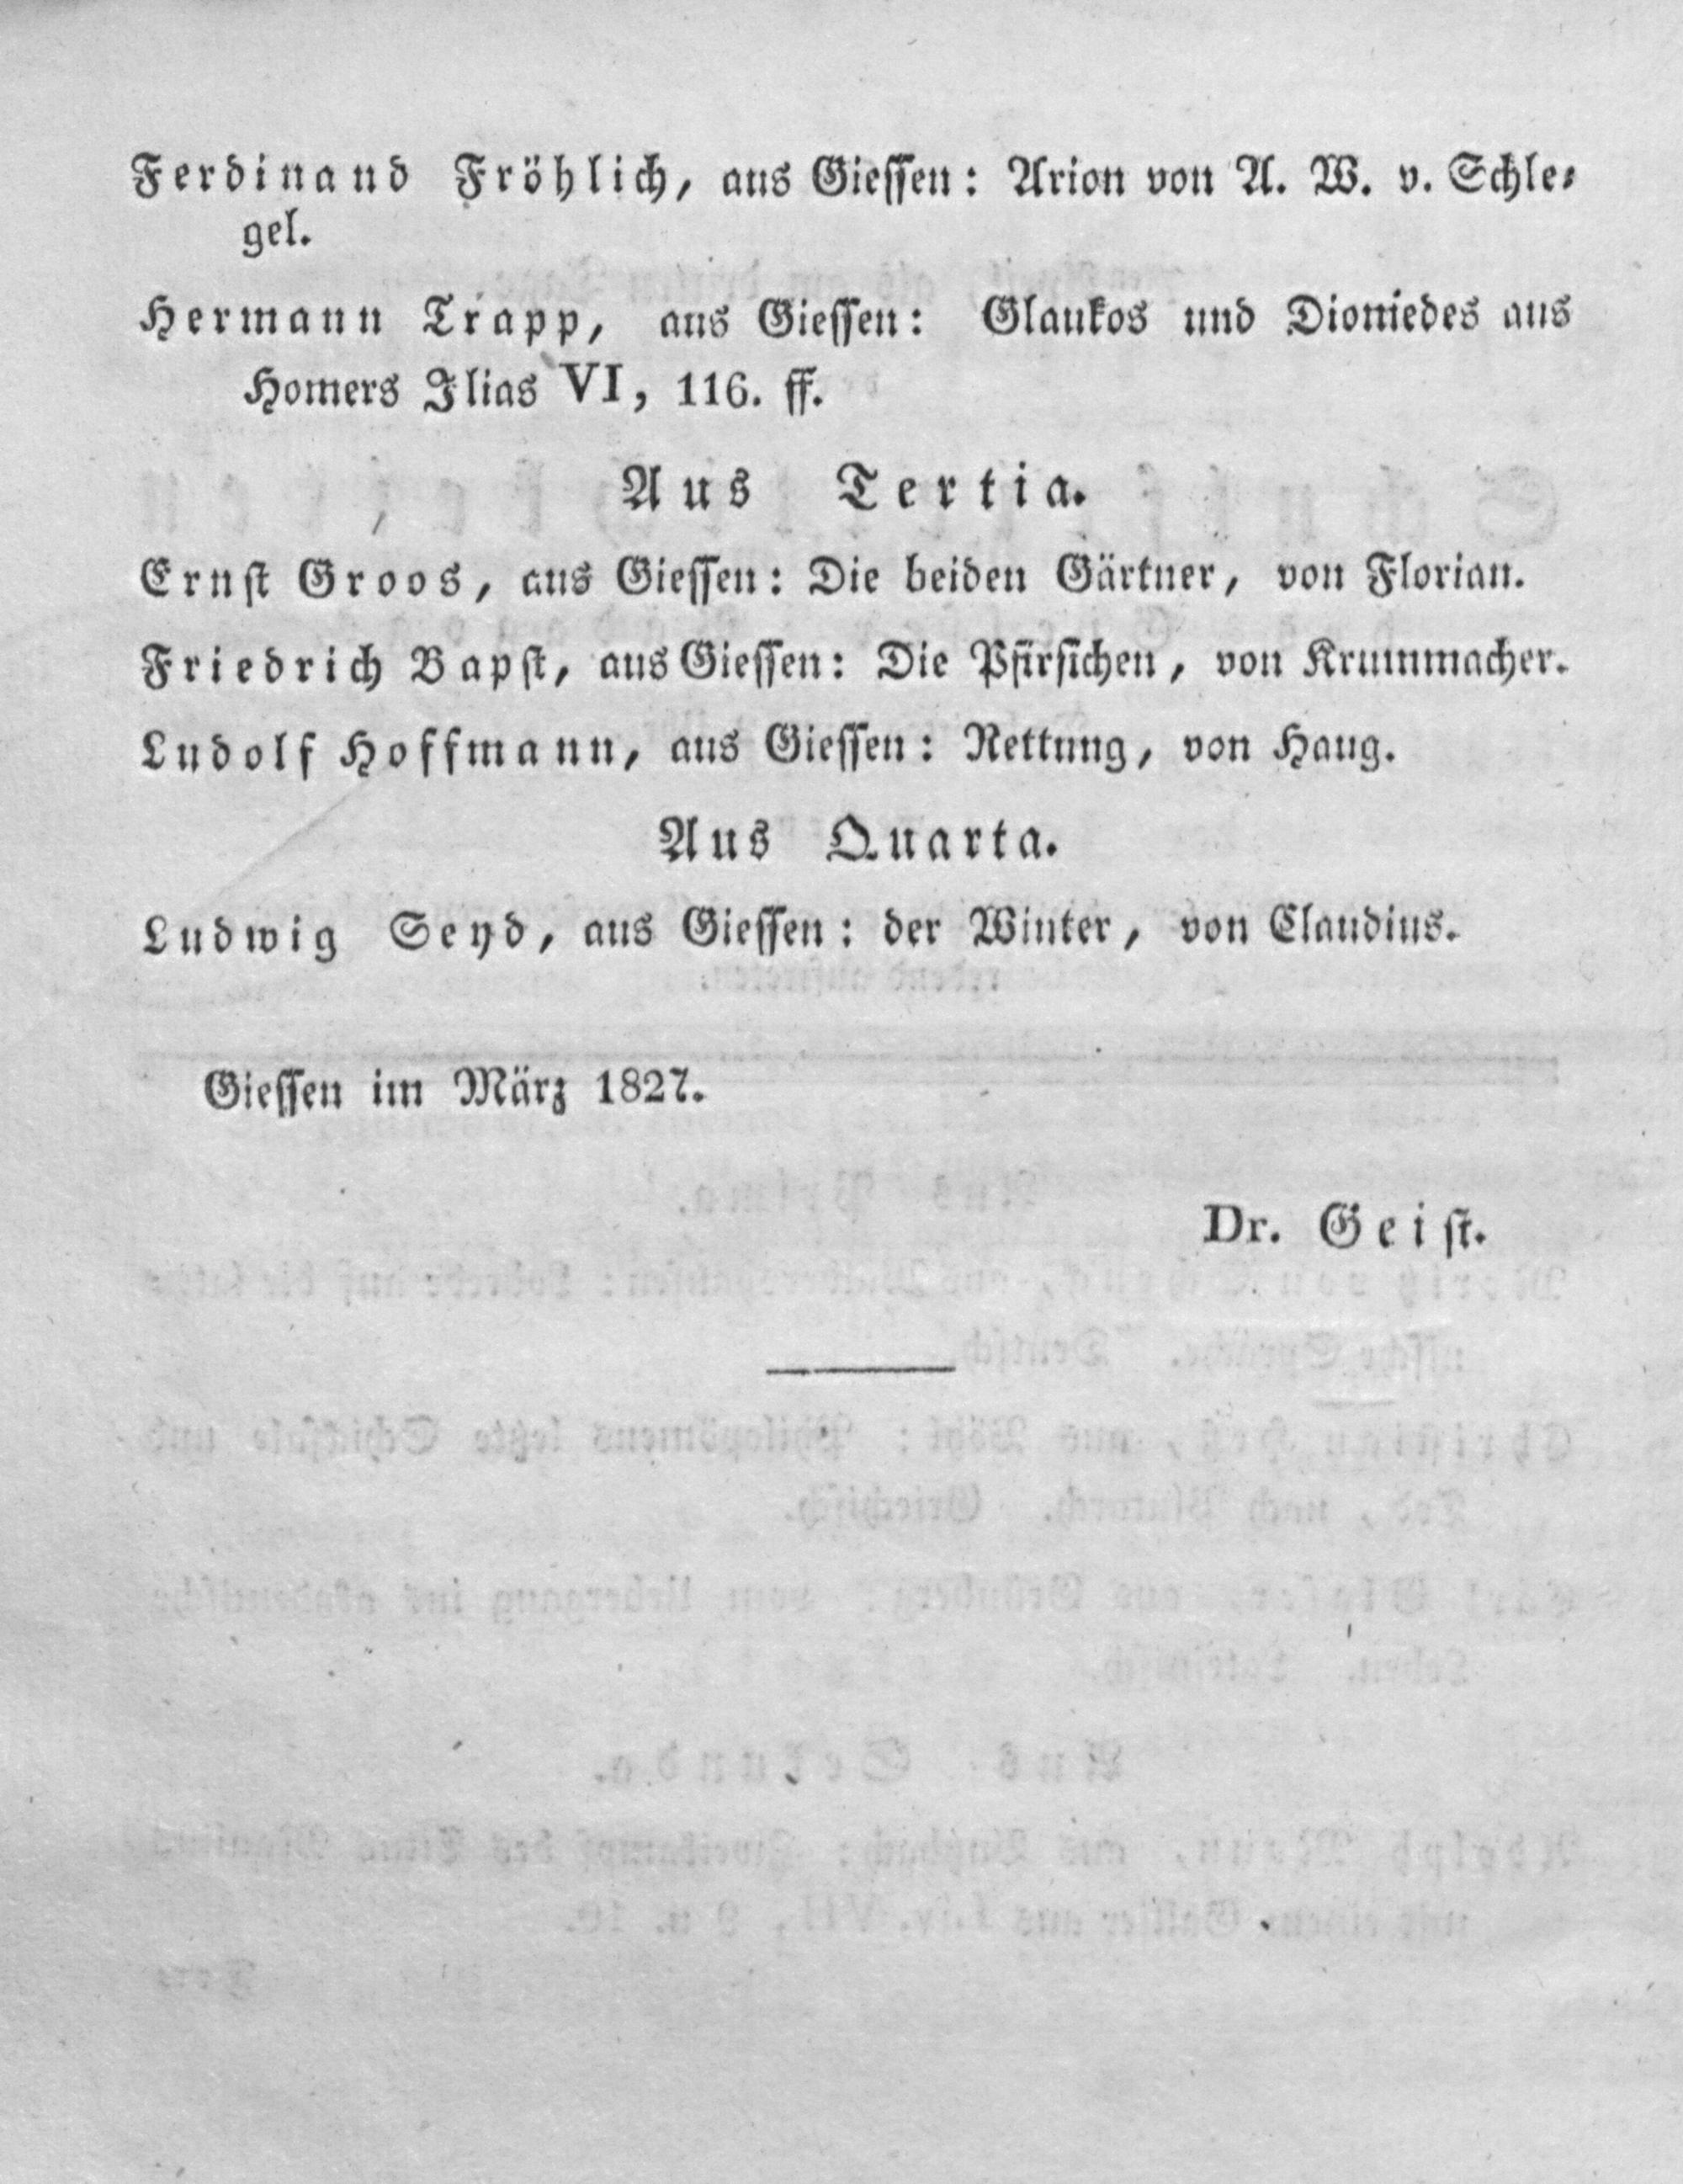 Ferdinand Fröhlich, aus Giessen: Arion von A. W. v. Schle-
gel.
Hermann Trapp, aus Giessen: Glaukos und Diomedes aus
Homers Ilias VI, 116. ff.
Aus Tertia.
Ernst Groos, aus Giessen: Die beiden Gärtner, von Florian.
Friedrich Bapst, aus Giessen: Die Pfirsichen, von Krummacher.
Ludolf Hoffmann, aus Giessen: Rettung, von Haug.
Aus Quarta.
Ludwig Seyd, aus Giessen: der Winter, von Claudius.
Giessen im März 1827.
Dr. Geist.